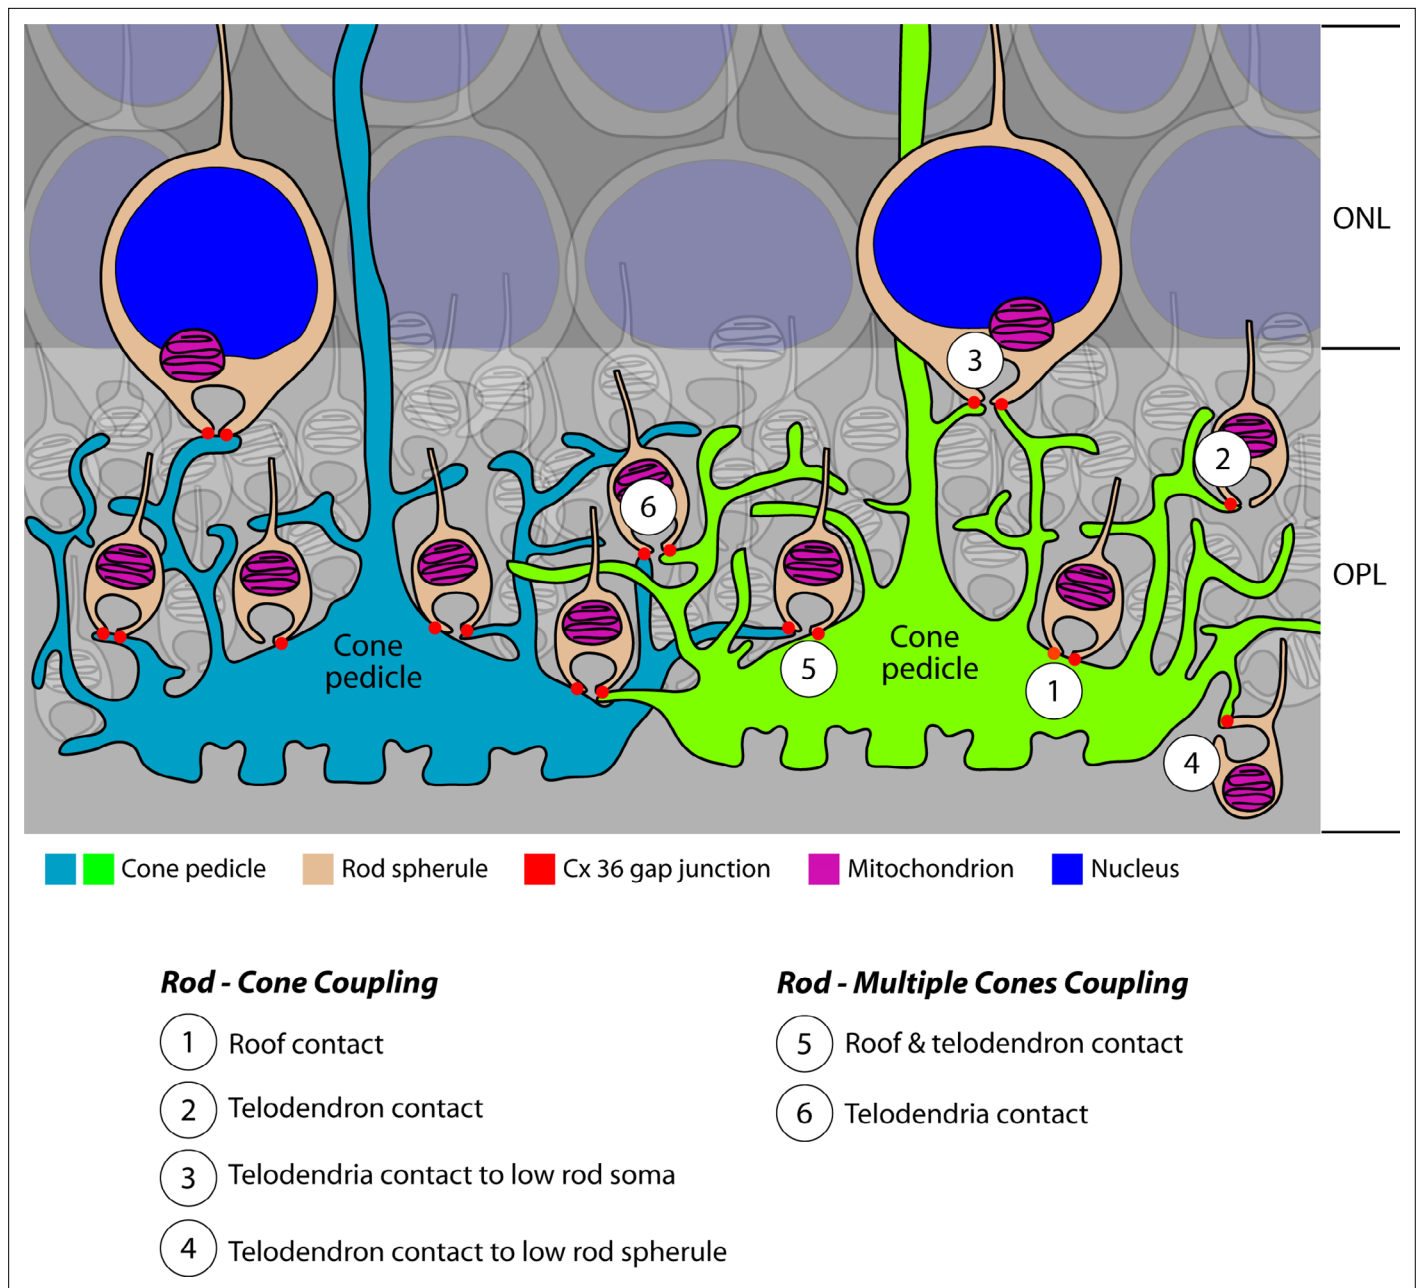 ONL
3
2
6
OPL
Cone
pedicle
Cone
pedicle
5
1
4
Cone pedicle
Rod spherule
Cx 36 gap junction
Mitochondrion
Nucleus
Rod - Cone Coupling
1 Roof contact
2 Telodendron contact
3 Telodendria contact to low rod soma
4 Telodendron contact to low rod spherule
Rod - Multiple Cones Coupling
5 Roof & telodendron contact
6 Telodendria contact